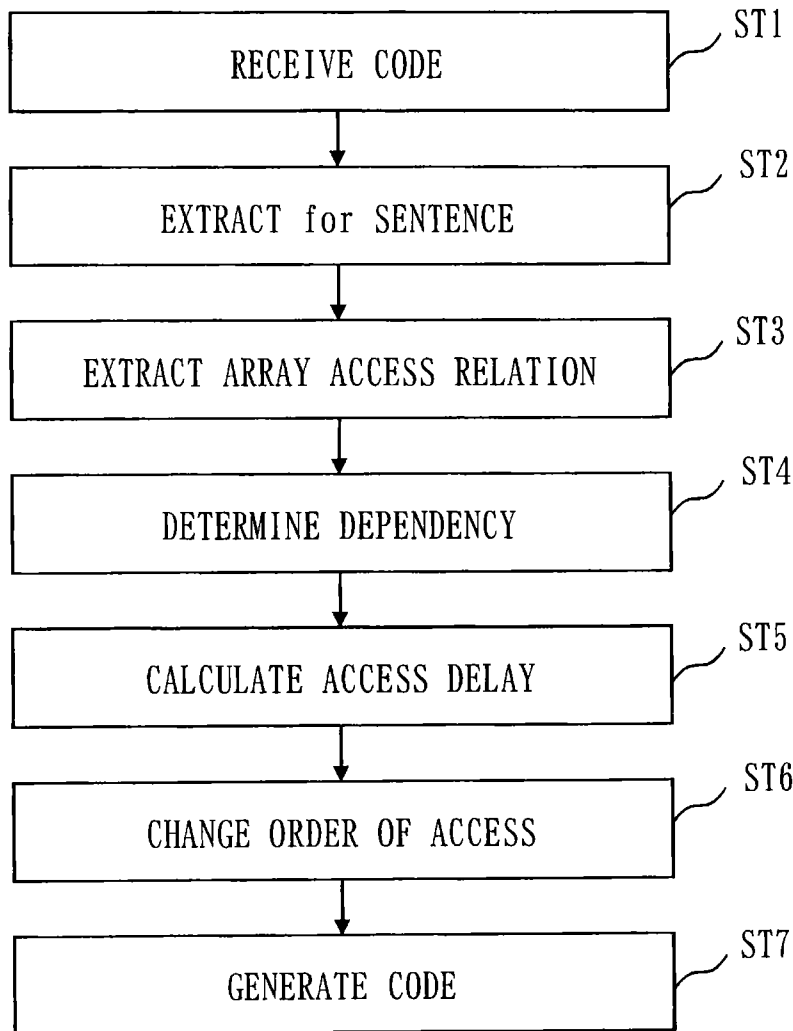 ST1
RECEIVE CODE
ST2
EXTRACT for SENTENCE
ST3
EXTRACT ARRAY ACCESS RELATION
ST4
DETERMINE DEPENDENCY
ST5
CALCULATE ACCESS DELAY
ST6
CHANGE ORDER OF ACCESS
ST7
GENERATE CODE